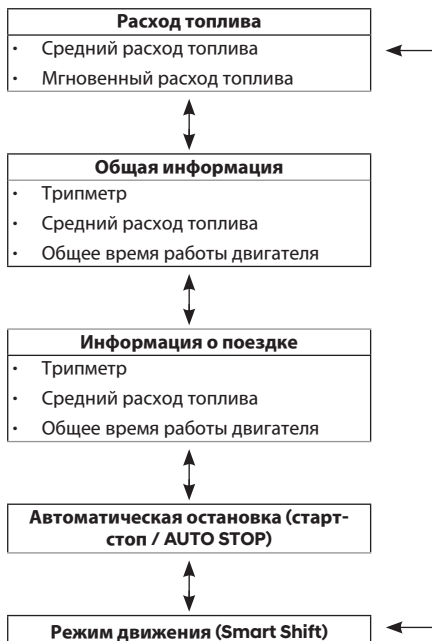 Расход топлива
• Средний расход топлива
• Мгновенный расход топлива
Общая информация
• Трипметр
• Средний расход топлива
• Общее время работы двигателя
Информация о поездке
• Трипметр
• Средний расход топлива
• Общее время работы двигателя
Автоматическая остановка (старт-
стоп / AUTO STOP)
Режим движения (Smart Shift)